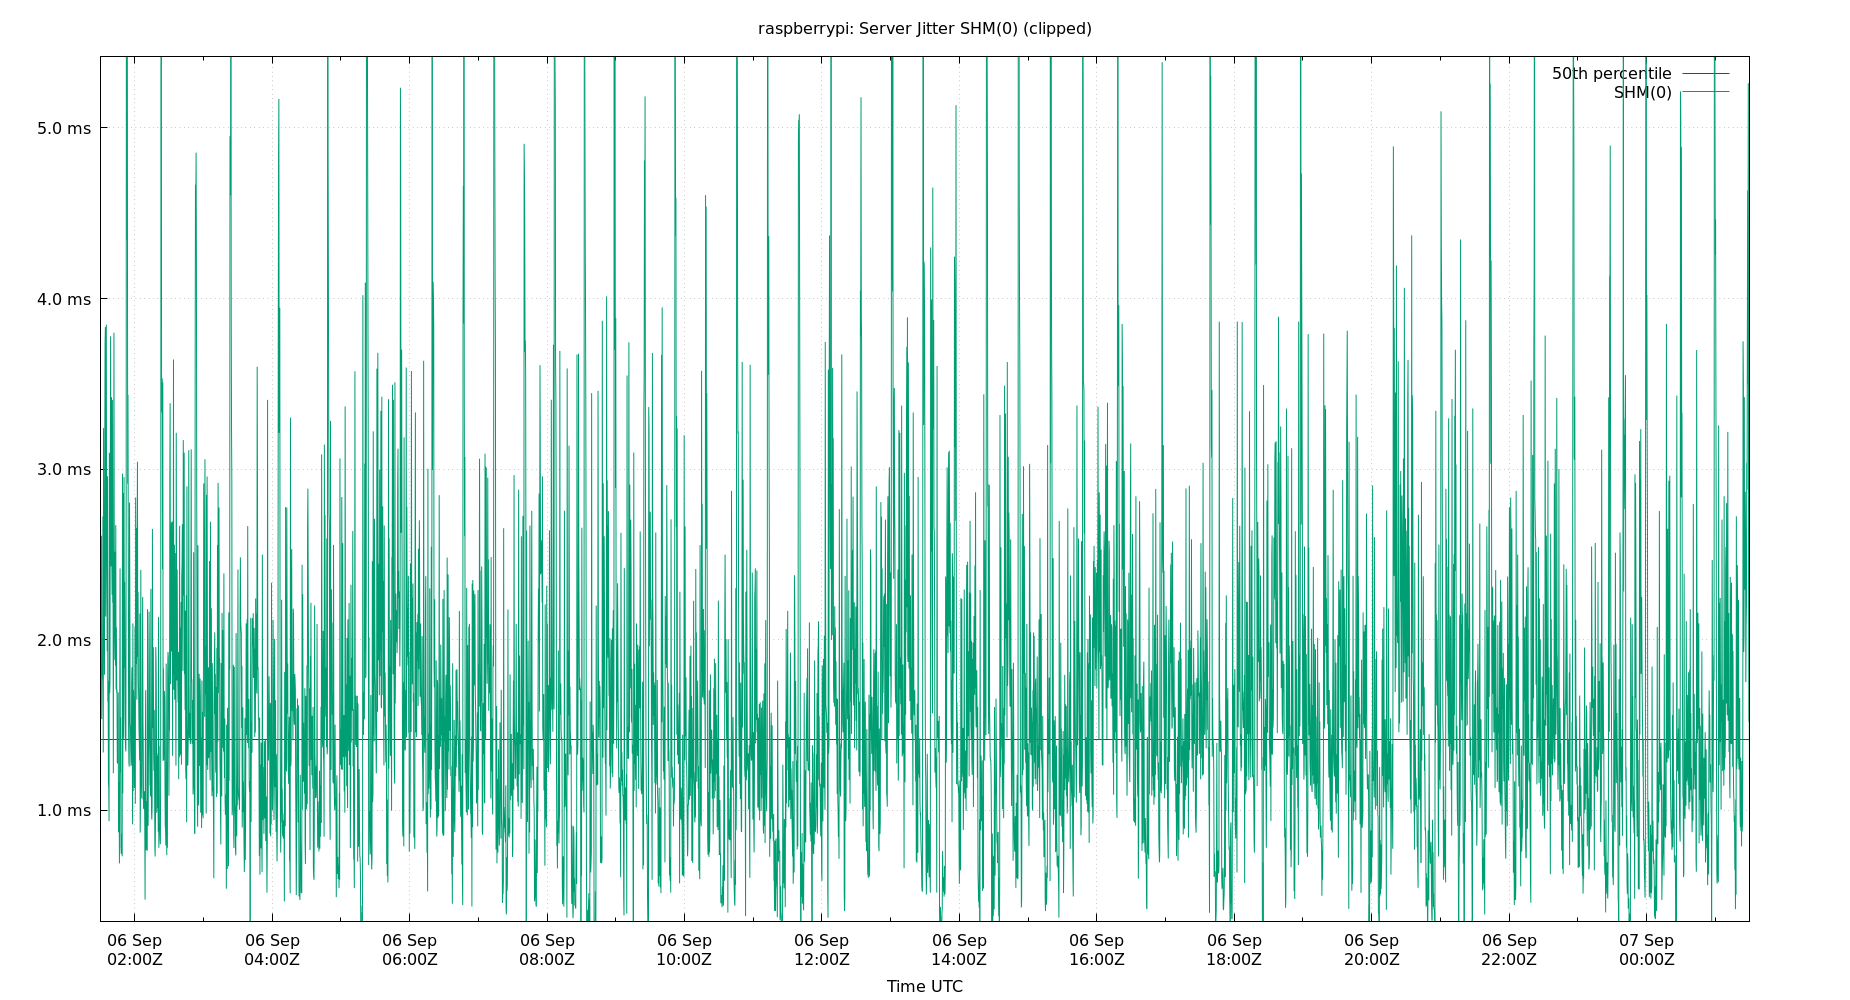 raspberrypi: Server Jitter SHM(0) (clipped)
50th percentile
SHM(0)
5.0 ms
4.0 ms
3.0 ms
2.0 ms
1.0 ms
06 Sep 06 Sep 06 Sep 06 Sep 06 Sep 06 Sep 06 Sep 06 Sep 06 Sep 06 Sep 06 Sep 07 Sep
02:00Z 04:00Z 06:00Z 08:00Z 10:00Z 12:00Z 14:00Z 16:00Z 18:00Z 20:00Z 22:00Z 00:00Z
Time UTC